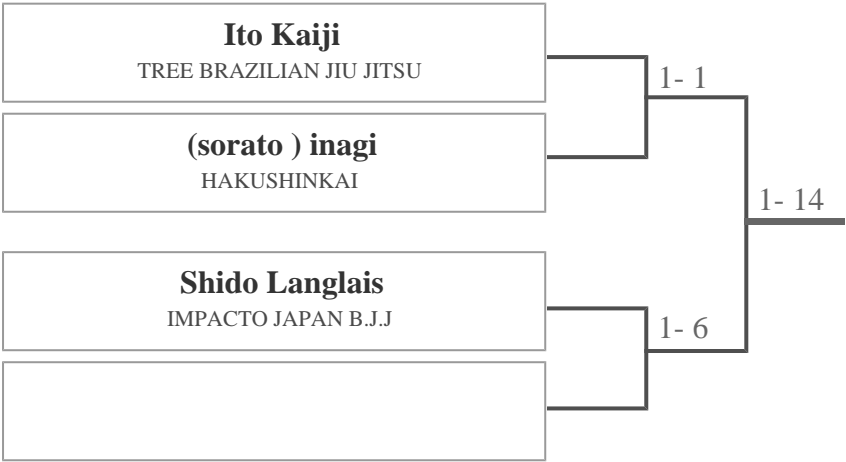 Ito Kaiji
TREE BRAZILIAN JIU JITSU
1- 1
(sorato ) inagi
HAKUSHINKAI
1- 14
Shido Langlais
IMPACTO JAPAN B.J.J
1- 6